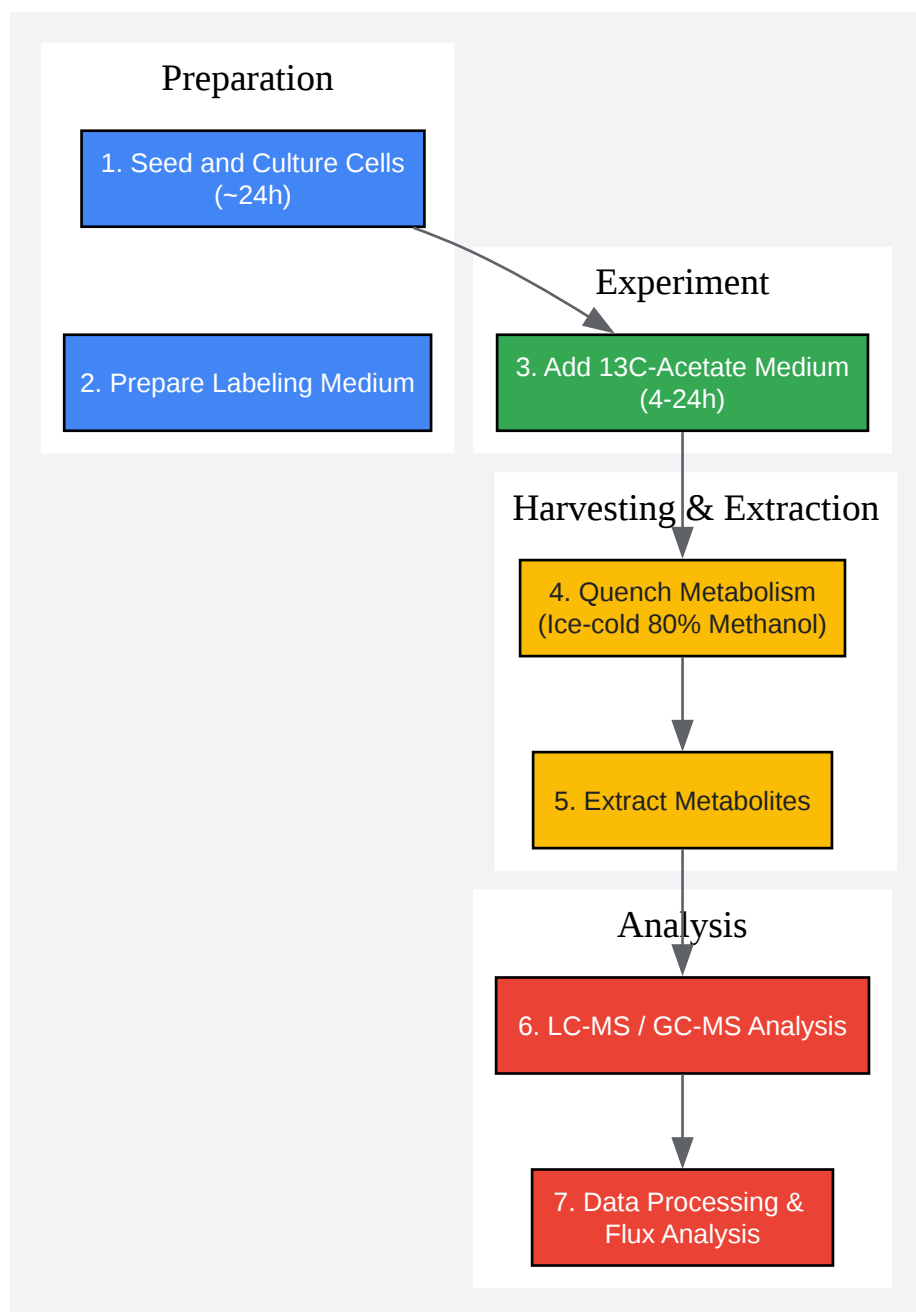 Preparation
1. Seed and Culture Cells
(~24h)
2. Prepare Labeling Medium
Experiment
3. Add 13C-Acetate Medium
(4-24h)
Harvesting & Extraction
4. Quench Metabolism
(Ice-cold 80% Methanol)
5. Extract Metabolites
Analysis
6. LC-MS / GC-MS Analysis
7. Data Processing &
Flux Analysis